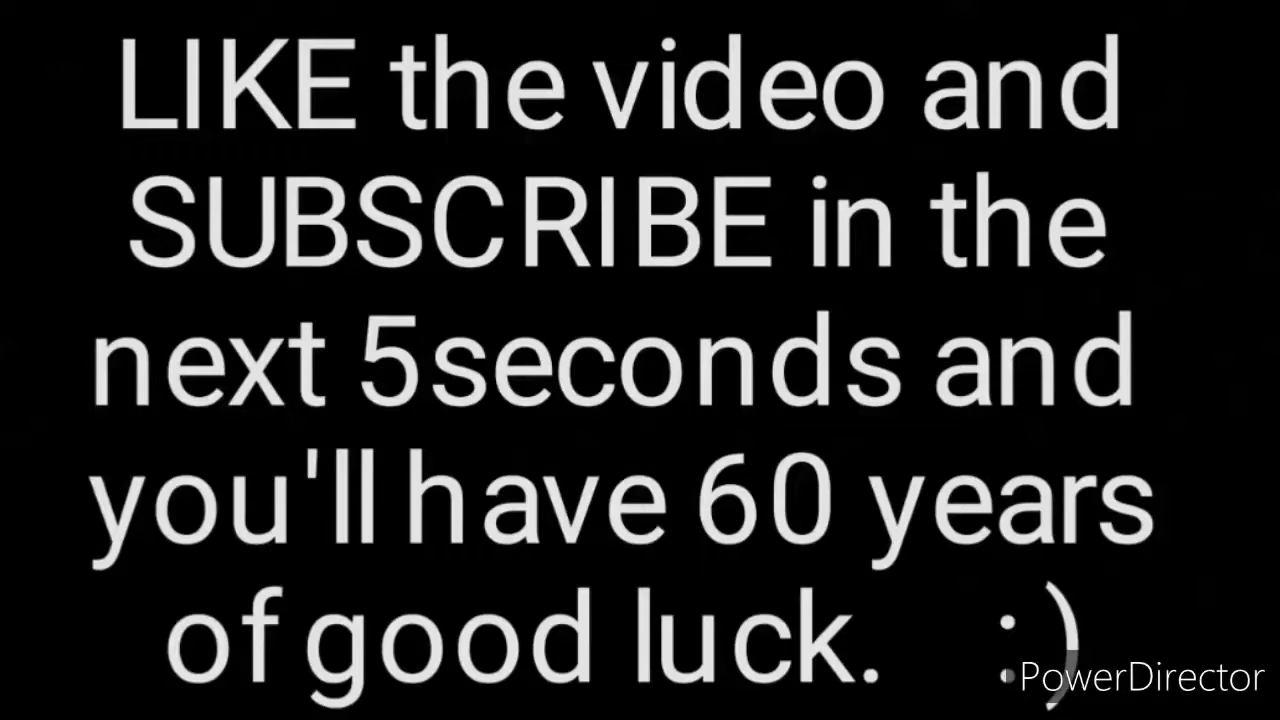 LIKE the video and
SUBSCRIBE in the
next 5seconds and
you'll have 60 years
of good luck. :)
PowerDirector